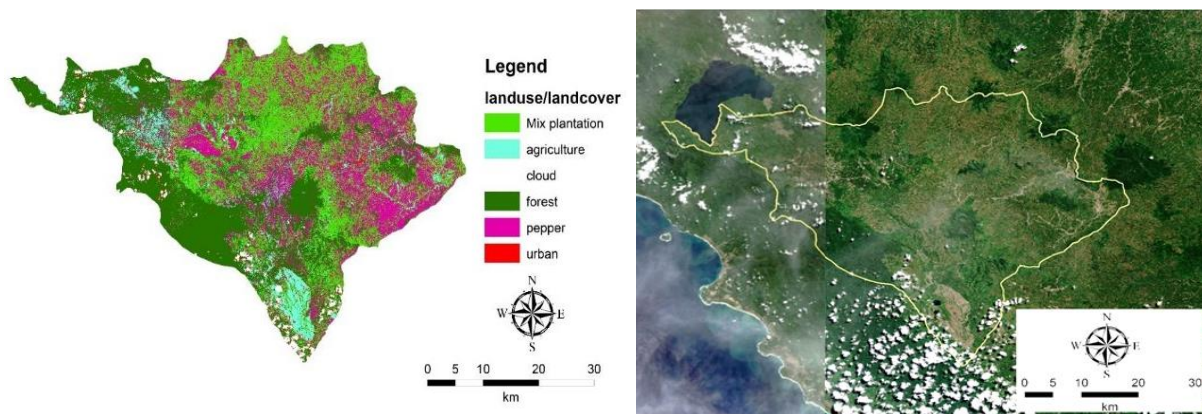 Legend
landuse/landcover
Mix plantation
agriculture
cloud
forest
pepper
urban
N
W E
S
0 5 10 20 30
km
N
W E
S
0 5 10 20 30
km